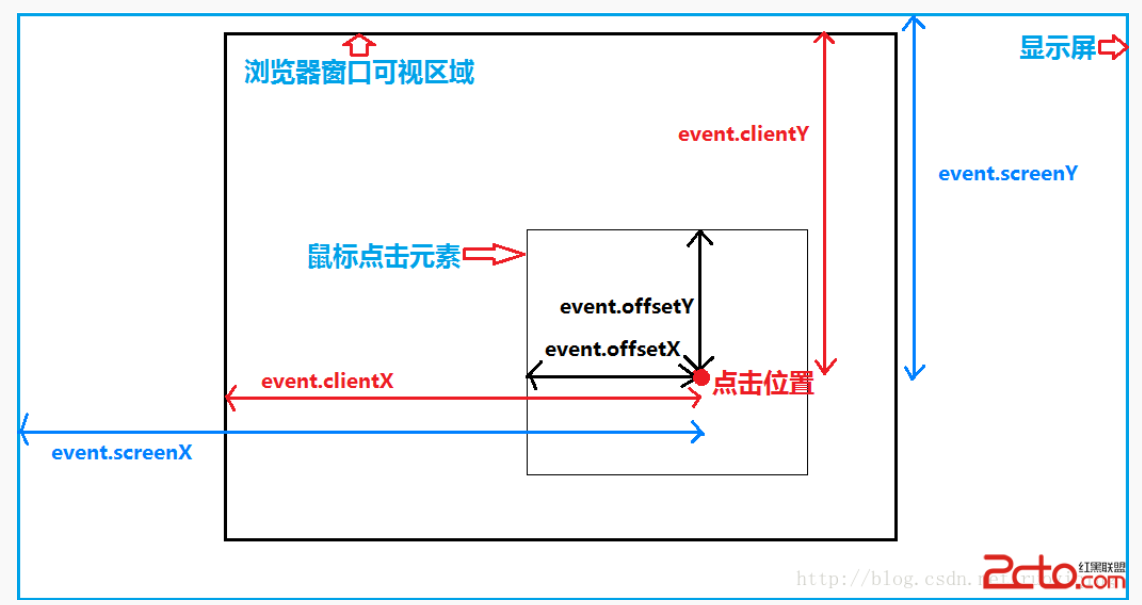 显示屏
浏览器窗口可视区域
event.clientY
event.screenY
鼠标点击元素
event.offsetY
event.offsetX
event.clientX
点击位置
event.screenX
http://blog.csdn.net
2cto
红黑联盟
.com